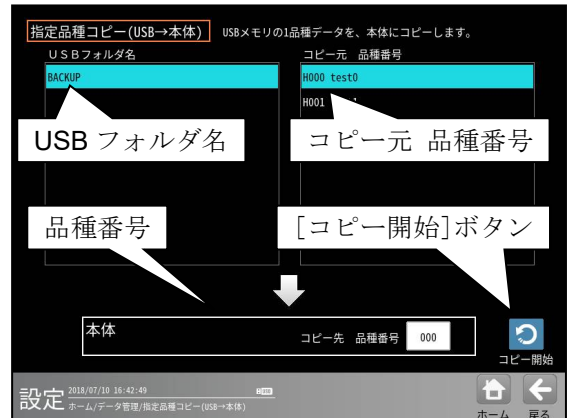 指定品種コピー(USB→本体) USBメモリの1品種データを、本体にコピーします。
USBフォルダ名 コピー元 品種番号
BACKUP H000 test0
H001
USB フォルダ名 コピー元 品種番号
品種番号 [コピー開始]ボタン
本体 コピー先 品種番号 000
コピー開始
設定 2018/07/10 16:42:49
ホーム/データ管理/指定品種コピー(USB→本体)
ホーム 戻る